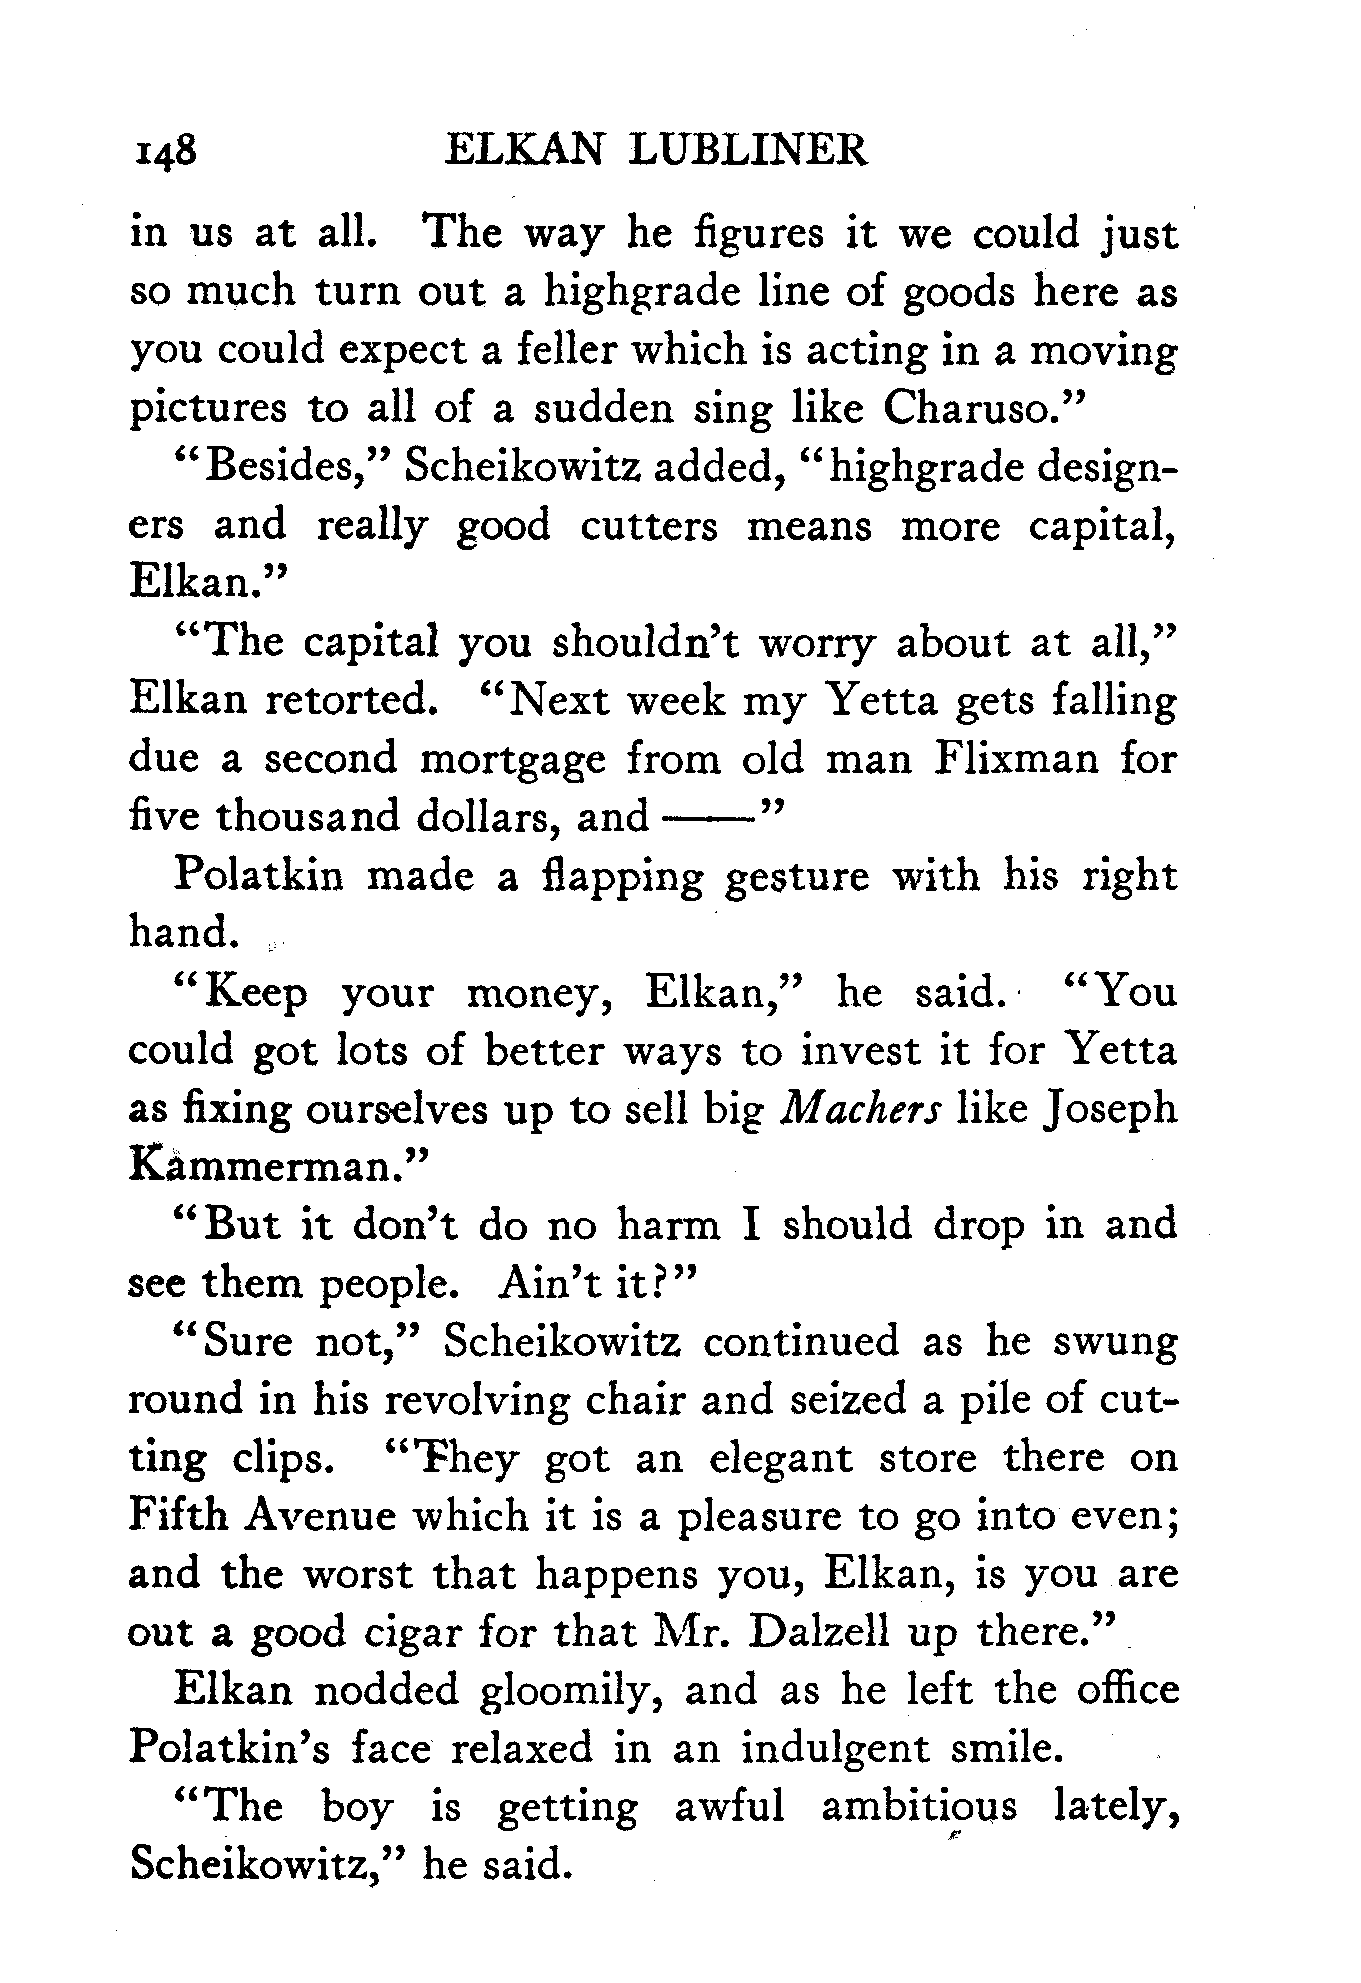 148 ELKAN LUBLINER
in us at all. The way he figures it we could just
so much turn out a highgrade line of goods here as
you could expect a feller which is acting in a moving
pictures to all of a sudden sing like Charuso."
"Besides," Scheikowitz added, "highgrade design-
ers and really good cutters means more capital,
Elkan."
"The capital you shouldn't worry about at all,"
Elkan retorted. "Next week my Yetta gets falling
due a second mortgage from old man Flixman for
five thousand dollars, and ——"
Polatkin made a flapping gesture with his right
hand.
"Keep your money, Elkan," he said. "You
could got lots of better ways to invest it for Yetta
as fixing ourselves up to sell big Machers like Joseph
Kammerman."
"But it don't do no harm I should drop in and
see them people. Ain't it?"
"Sure not," Scheikowitz continued as he swung
round in his revolving chair and seized a pile of cut-
ting clips. "They got an elegant store there on
Fifth Avenue which it is a pleasure to go into even;
and the worst that happens you, Elkan, is you are
out a good cigar for that Mr. Dalzell up there."
Elkan nodded gloomily, and as he left the office
Polatkin's face relaxed in an indulgent smile.
"The boy is getting awful ambitious lately,
Scheikowitz," he said.